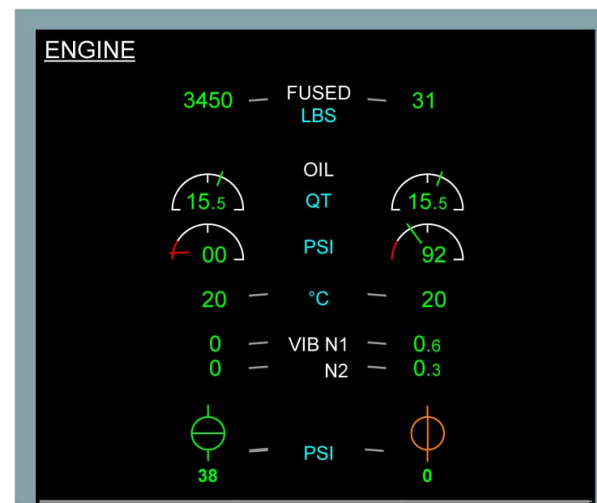 ENGINE
3450 FUSED 31
LBS
OIL
15.5 QT 15.5
00 PSI 92
20 °C 20
0 VIB N1 0.6
0 N2 0.3
PSI
38 0